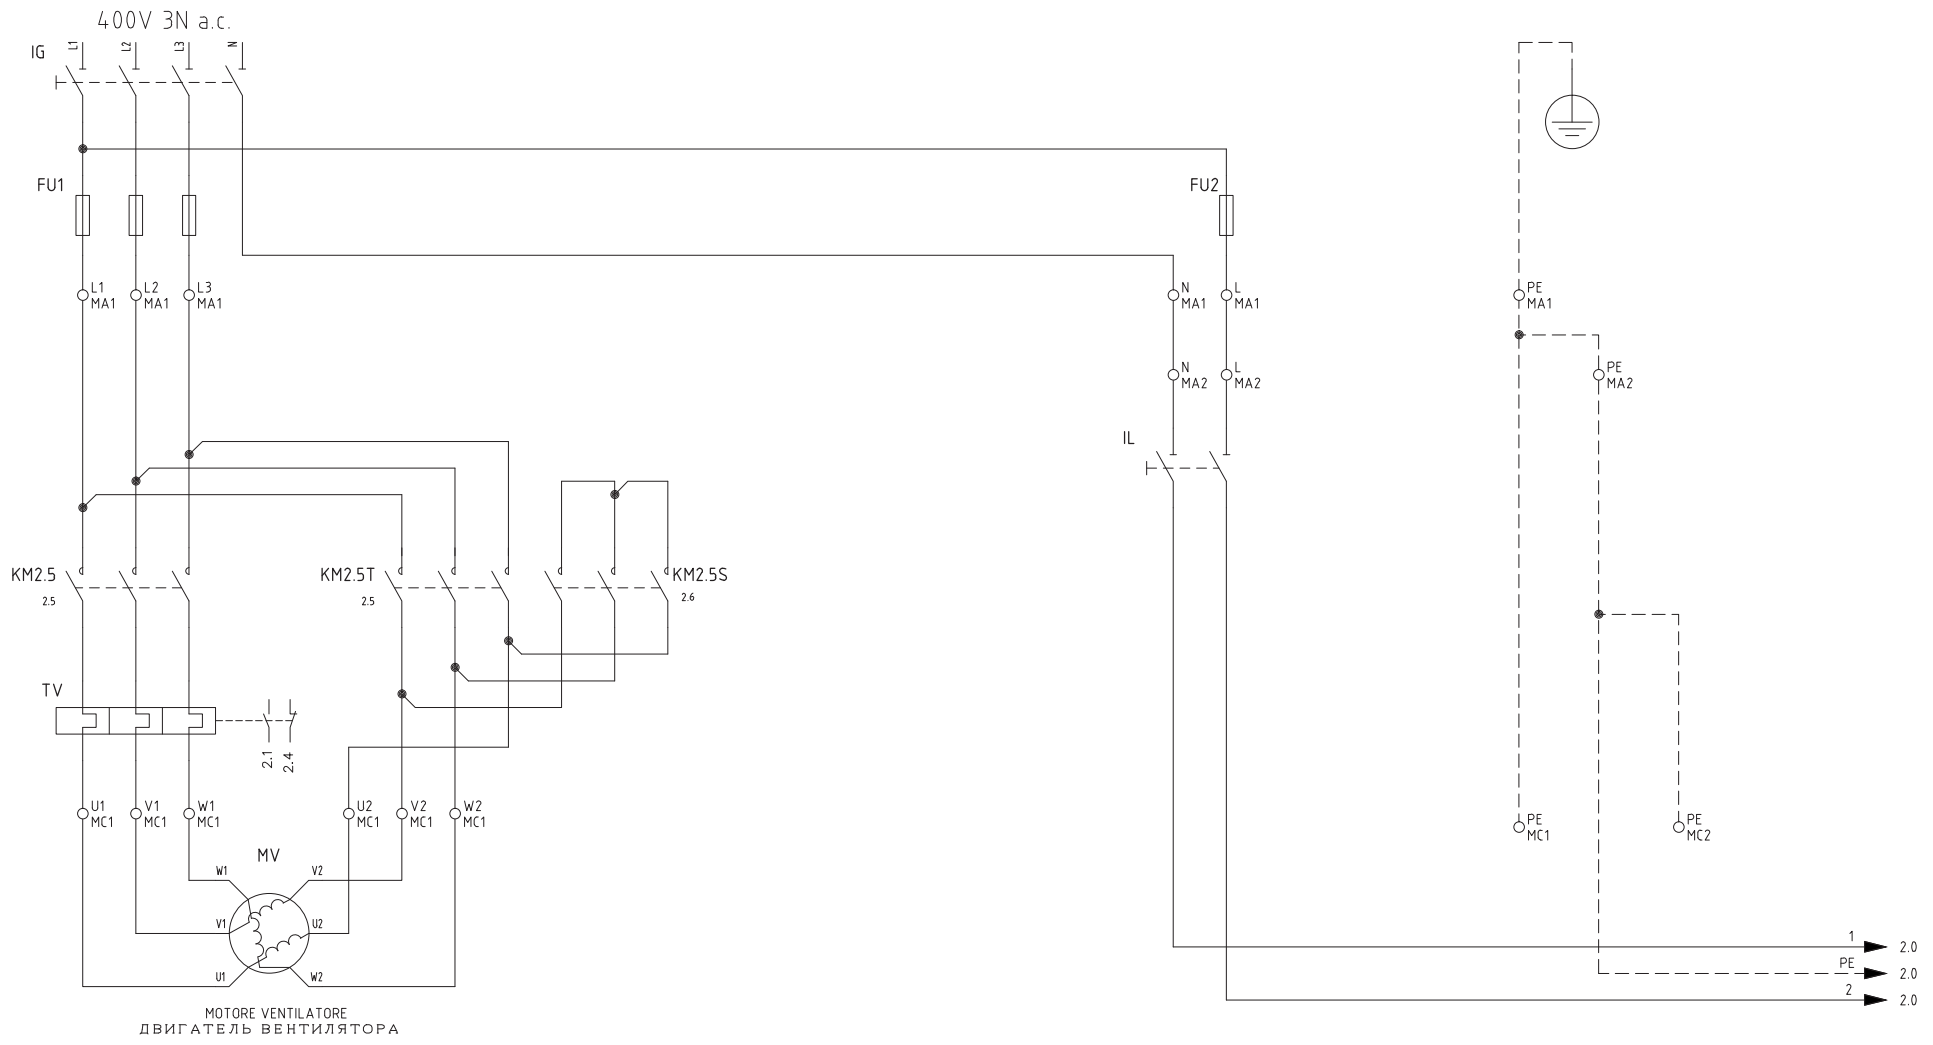 400V 3N a.c.
IG
L1
L2
L3
N
FU1
FU2
L1
MA1
L2
MA1
L3
MA1
N
MA1
L
MA1
PE
MA1
N
MA2
L
MA2
PE
MA2
IL
KM2.5
2.5
KM2.5T
2.5
KM2.5S
2.6
TV
2.1
2.4
U1
MC1
V1
MC1
W1
MC1
U2
MC1
V2
MC1
W2
MC1
PE
MC1
PE
MC2
MV
W1
V2
V1
U2
U1
W2
1
2.0
PE
2.0
2
2.0
MOTORE VENTILATORE
ДВИГАТЕЛЬ ВЕНТИЛЯТОРА